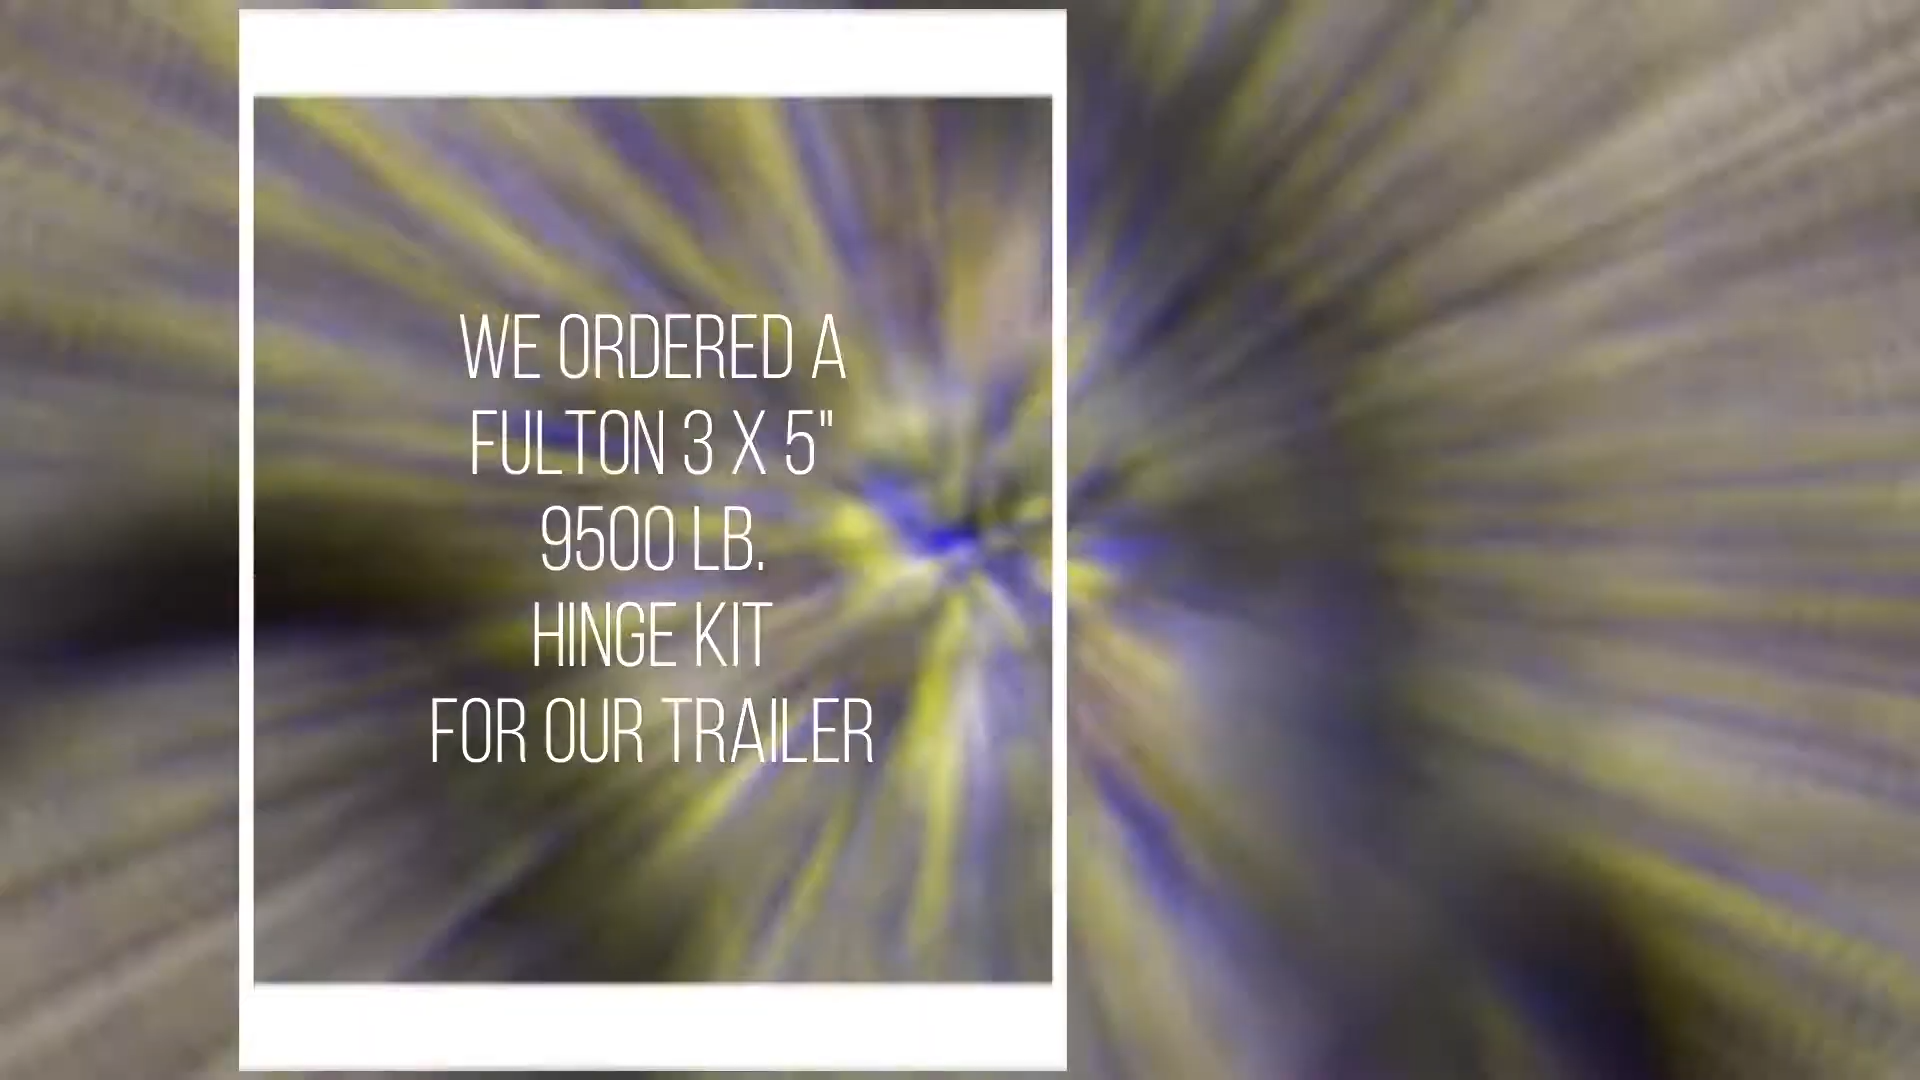 WE ORDERED A
FULTON 3 X 5"
9500 LB.
HINGE KIT
FOR OUR TRAILER